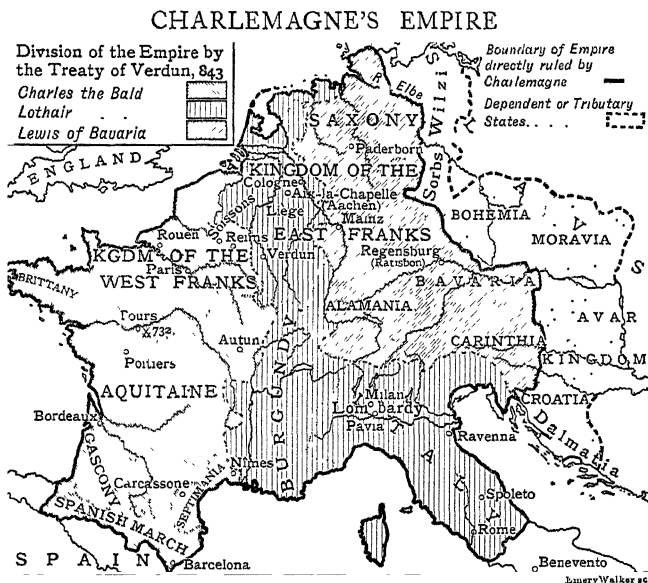 CHARLEMAGNE'S EMPIRE
Division of the Empire by
the Treaty of Verdun, 843
Charles the Bald
Lothair . .
Lewis of Bavaria
Boundary of Empire
directly ruled by
Charlemagne
Dependent or Tributary
States....
R. Elbe
Wilzi
Sorbs
S L A V S
ENGLAND
SAXONY
Paderborn
KINGDOM OF THE
EAST FRANKS
Cologne
Aix-la-Chapelle
(Aachen)
Liege
Mainz
Soissons
Rouen
Reims
Verdun
Paris
KGDM OF THE
WEST FRANKS
BRITTANY
Regensburg
(Ratisbon)
BOHEMIA
MORAVIA
BAVARIA
AVAR
KINGDOM
Tours
X732
Autun
ALAMANIA
CARINTHIA
Poitiers
AQUITAINE
BURGUNDY
Milan
Lombardy
Pavia
CROATIA
Dalmatia
Bordeaux
GASCONY
Ravenna
ITALY
Nimes
Carcassone
SEPTIMANIA
SPANISH MARCH
Spoleto
Rome
SPAIN
Barcelona
Benevento
Emery Walker sc.